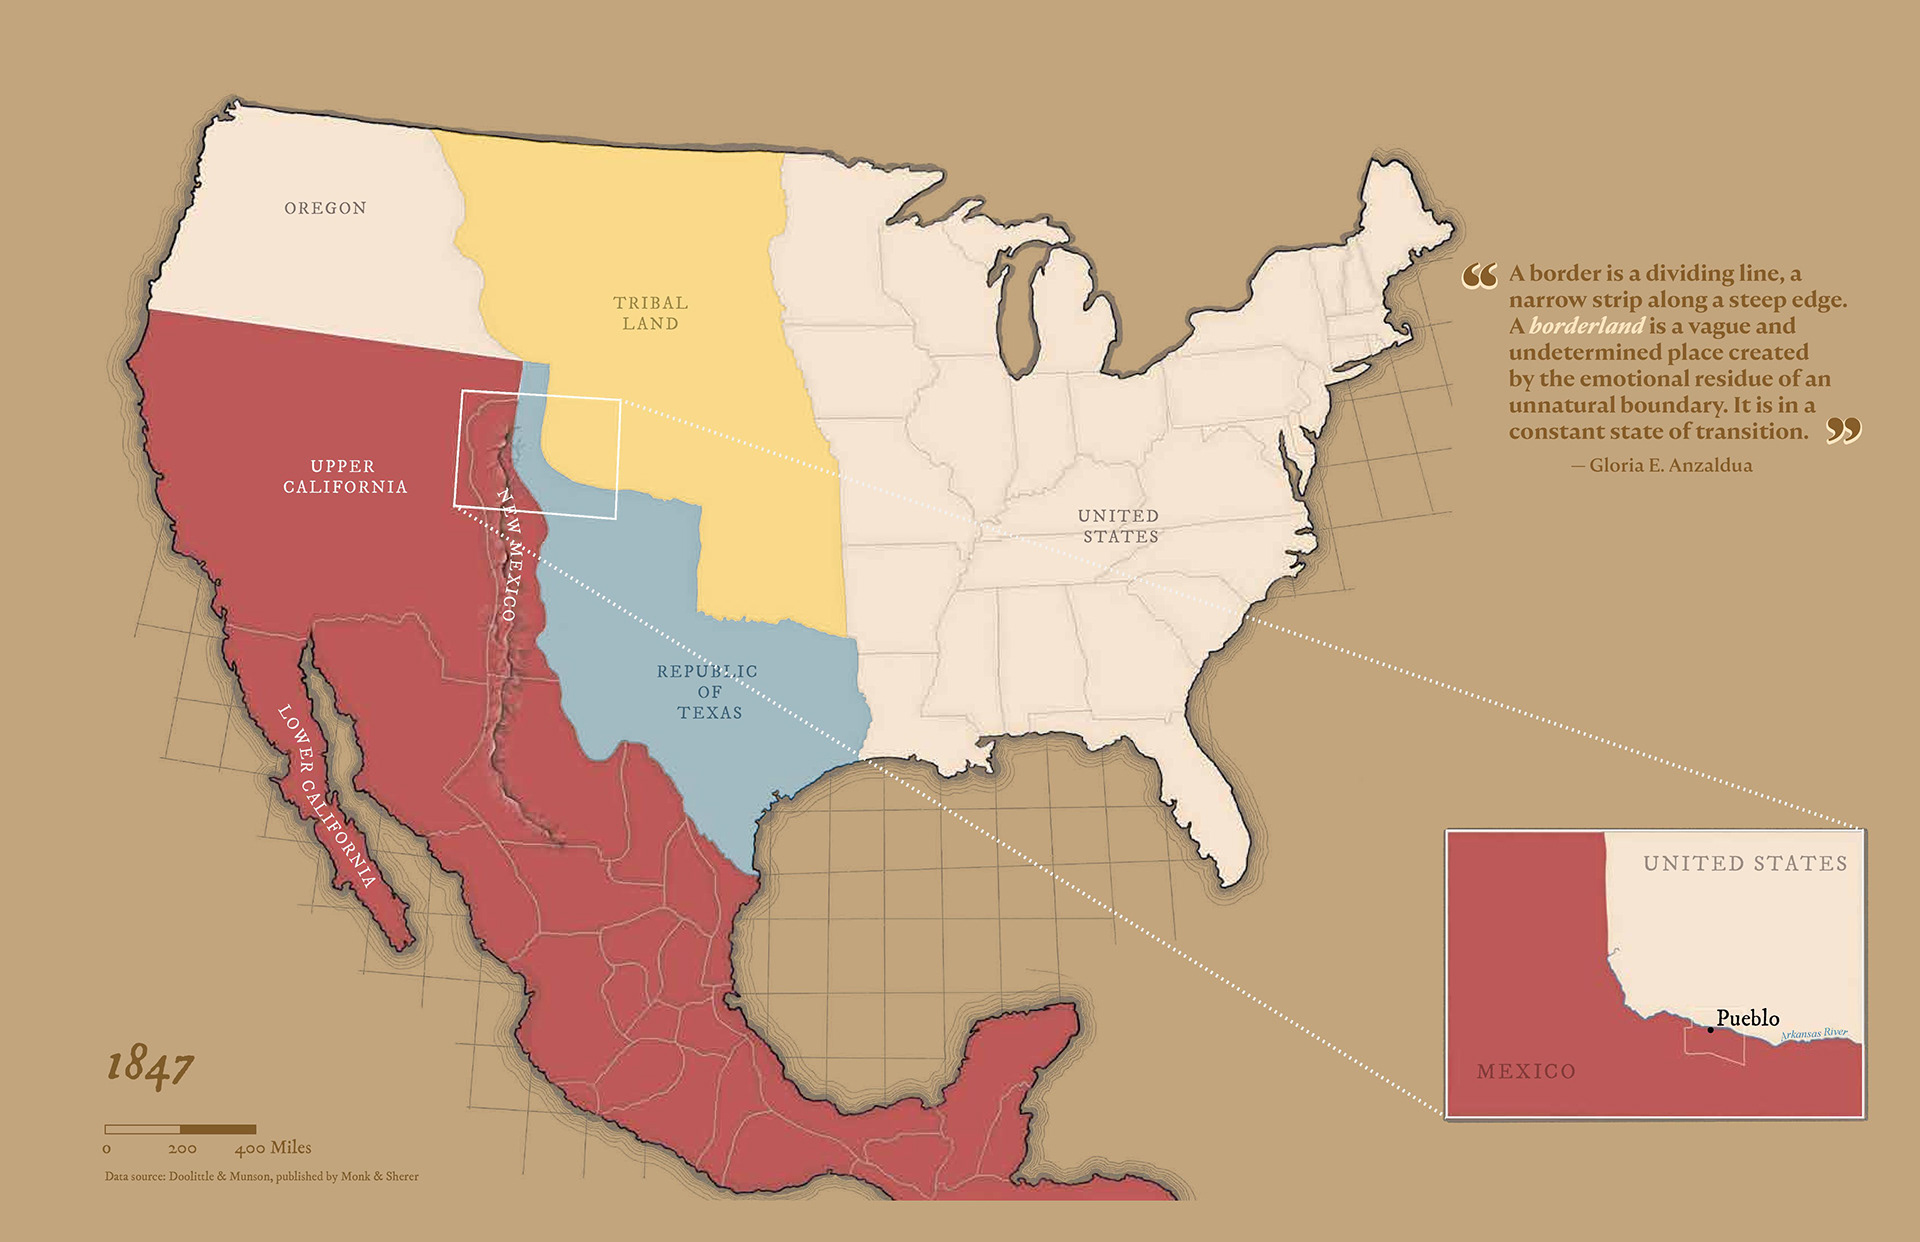 OREGON
TRIBAL
LAND
UPPER
CALIFORNIA
NEW MEXICO
LOWER CALIFORNIA
REPUBLIC
OF
TEXAS
UNITED
STATES
“ A border is a dividing line, a
narrow strip along a steep edge.
A borderland is a vague and
undetermined place created
by the emotional residue of an
unnatural boundary. It is in a
constant state of transition. ”
— Gloria E. Anzaldua
UNITED STATES
Pueblo
Arkansas River
MEXICO
1847
0 200 400 Miles
Data source: Doolittle & Munson, published by Monk & Sherer